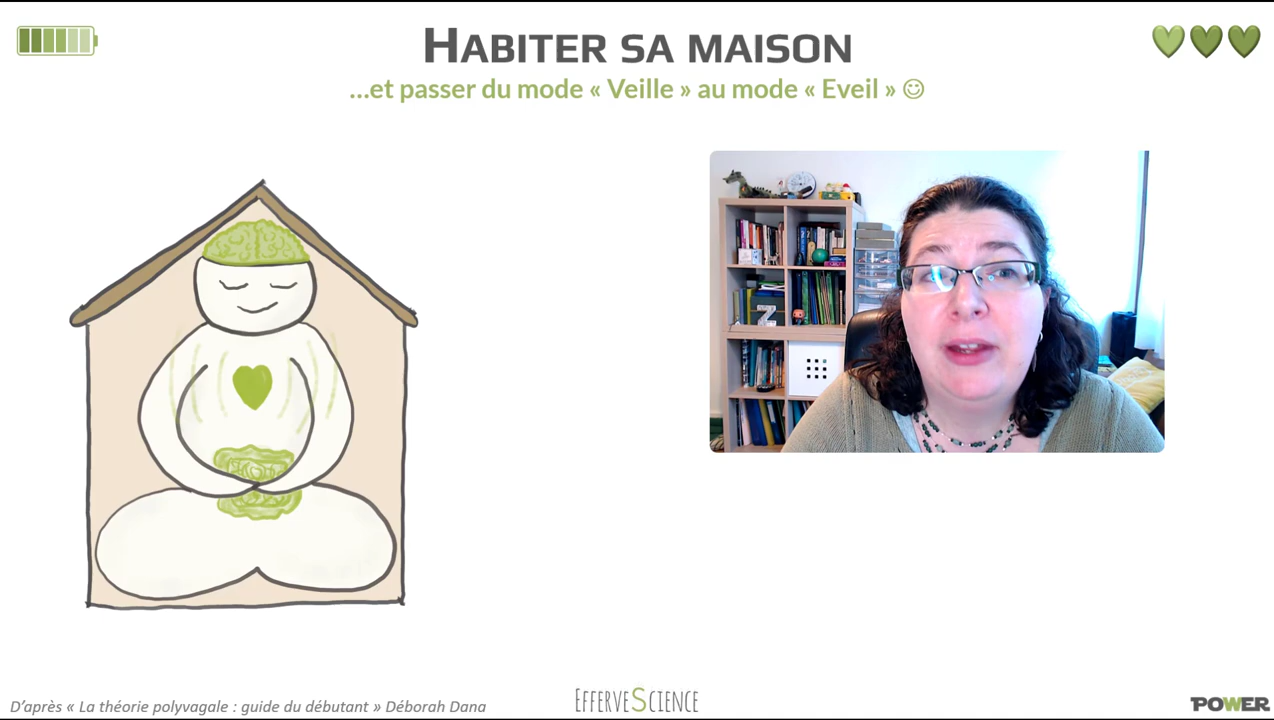 HABITER SA MAISON
...et passer du mode « Veille » au mode « Eveil » ☺
Z
D'après « La théorie polyvagale : guide du débutant » Déborah Dana
EFFERVESCIENCE
POWER